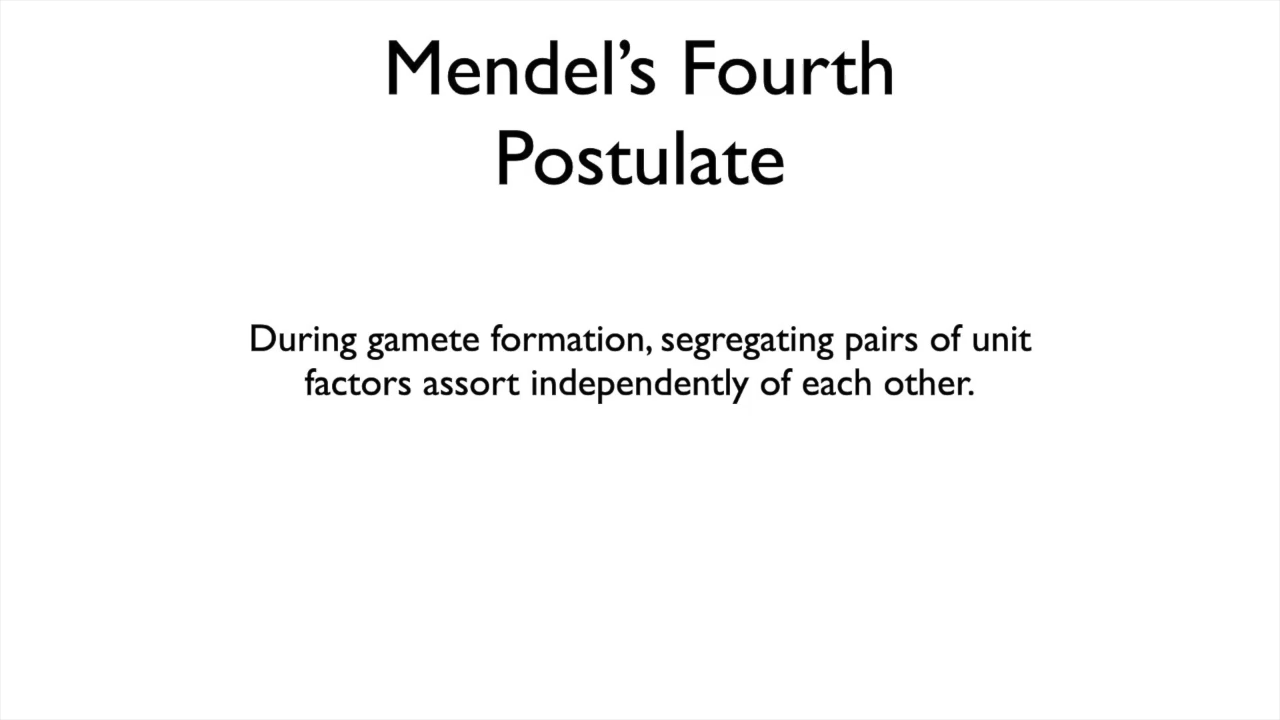 Mendel’s Fourth
Postulate
During gamete formation, segregating pairs of unit
factors assort independently of each other.